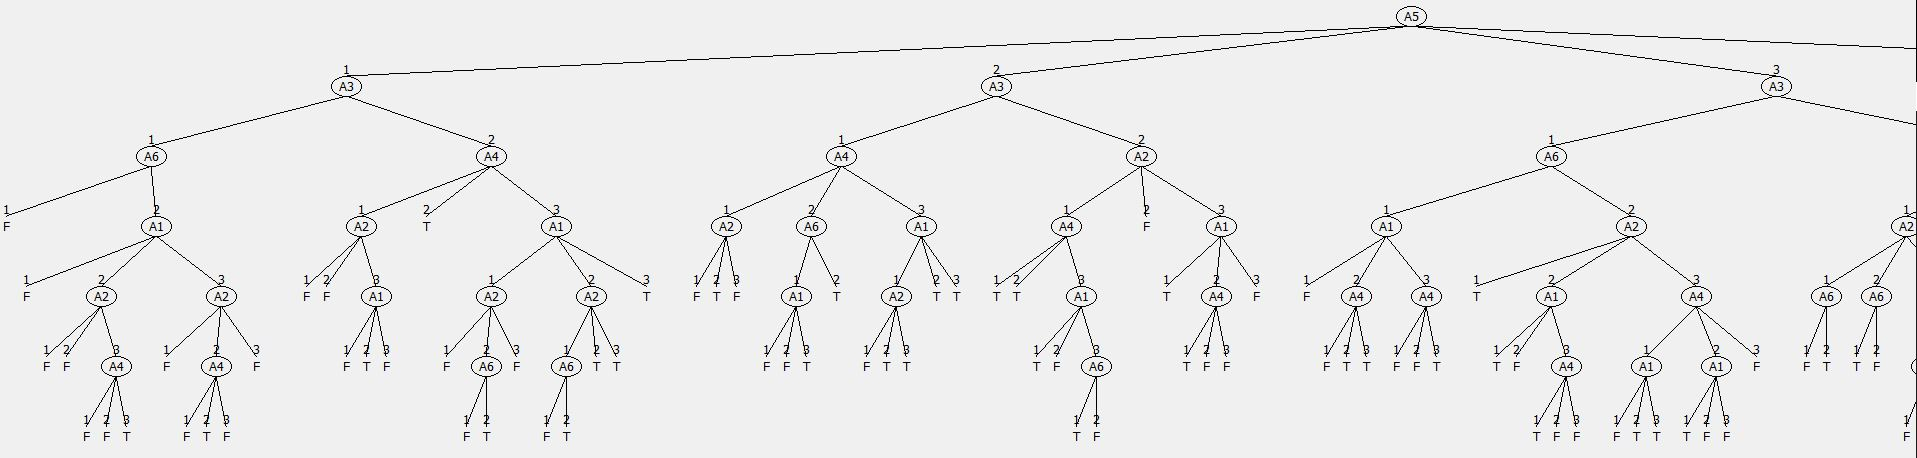 A5
1 2 3
A3 A3 A3
1 2 1 2 1
A6 A4 A4 A2 A6
1 2 1 2 3 1 2 3 1 2 3 1 2 1
F A1 A2 T A1 A2 A6 A1 A4 F A1 A1 A2 A2
1 2 3 1 2 3 1 2 3 1 2 3 1 2 1 2 3 1 2 3 1 2 3 1 2 3 1 2 3 1 2
F A2 A2 F F A1 A2 A2 T F T F A1 T A2 T T T T A1 T A4 F F A4 A4 T A1 A4 A6 A6
1 2 3 1 2 3 1 2 3 1 2 3 1 2 3 1 2 3 1 2 3 1 2 3 1 2 3 1 2 3 1 2 3 1 2 3 1 2 3 1 2 1 2
F F A4 F A4 F F T F F A6 F A6 T T F F T F T T T F A6 T F F F T T F F T T F A4 A1 A1 F F T T F
1 2 3 1 2 3 1 2 1 2 1 2 1 2 3 1 2 3 1 2 3 1
F F T F T F F T F T T F T F F F T T T F F F